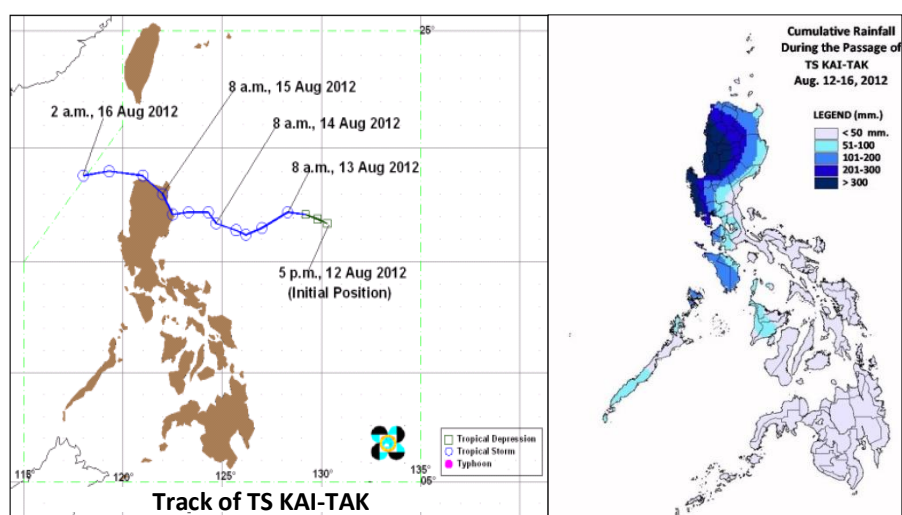 25°
8 a.m., 15 Aug 2012
2 a.m., 16 Aug 2012
8 a.m., 14 Aug 2012
8 a.m., 13 Aug 2012
5 p.m., 12 Aug 2012
(Initial Position)
Tropical Depression
Tropical Storm
Typhoon
115°
120°
125°
130°
135°
05°
Track of TS KAI-TAK
Cumulative Rainfall
During the Passage of
TS KAI-TAK
Aug. 12-16, 2012
LEGEND (mm.)
< 50 mm.
51-100
101-200
201-300
> 300